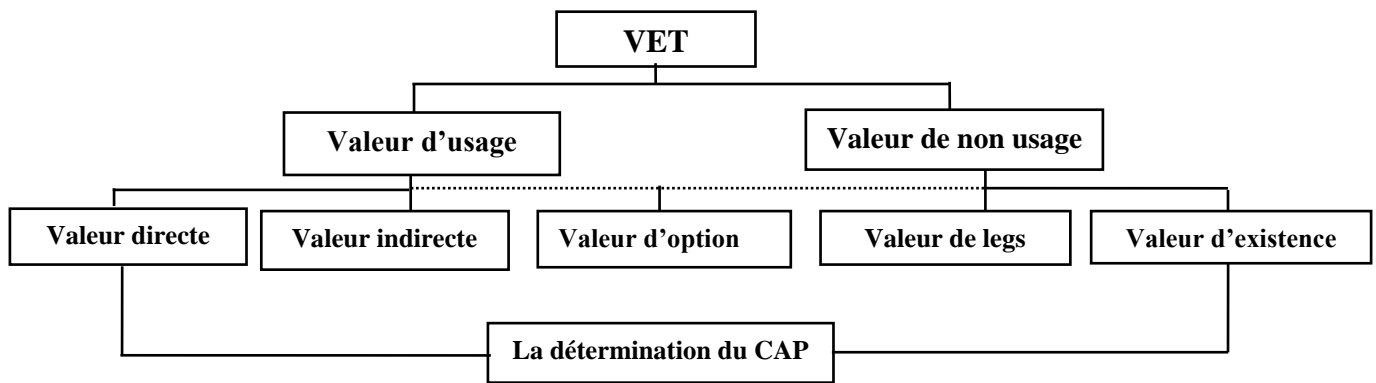 VET
Valeur d’usage
Valeur de non usage
Valeur directe
Valeur indirecte
Valeur d’option
Valeur de legs
Valeur d’existence
La détermination du CAP